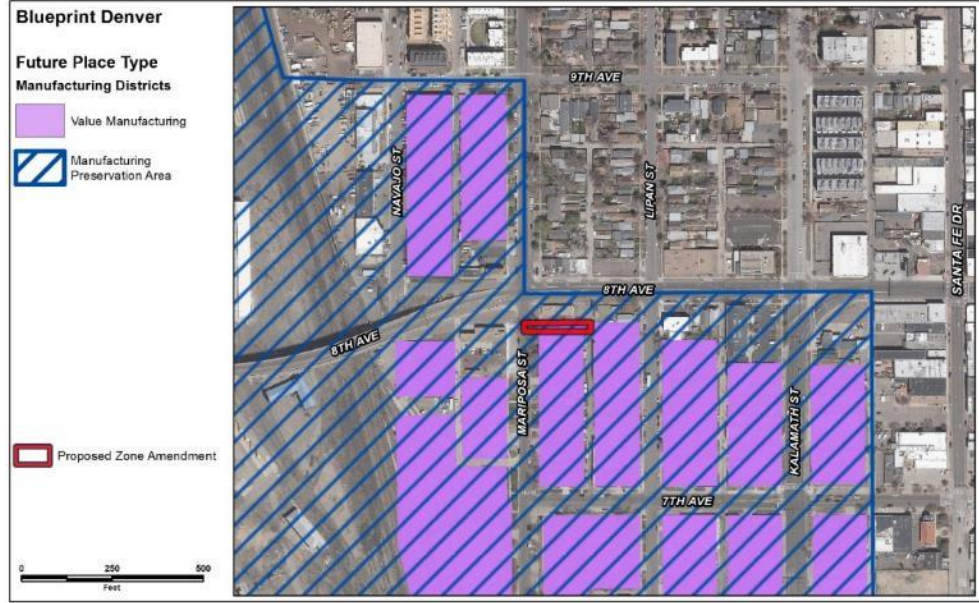 Blueprint Denver
Future Place Type
Manufacturing Districts
Value Manufacturing
Manufacturing
Preservation Area
Proposed Zone Amendment
0 250 500
Feet
9TH AVE
NAVAJO ST
LIPAN ST
SANTA FE DR
8TH AVE
8TH AVE
MARIPOSA ST
KALAMATH ST
7TH AVE